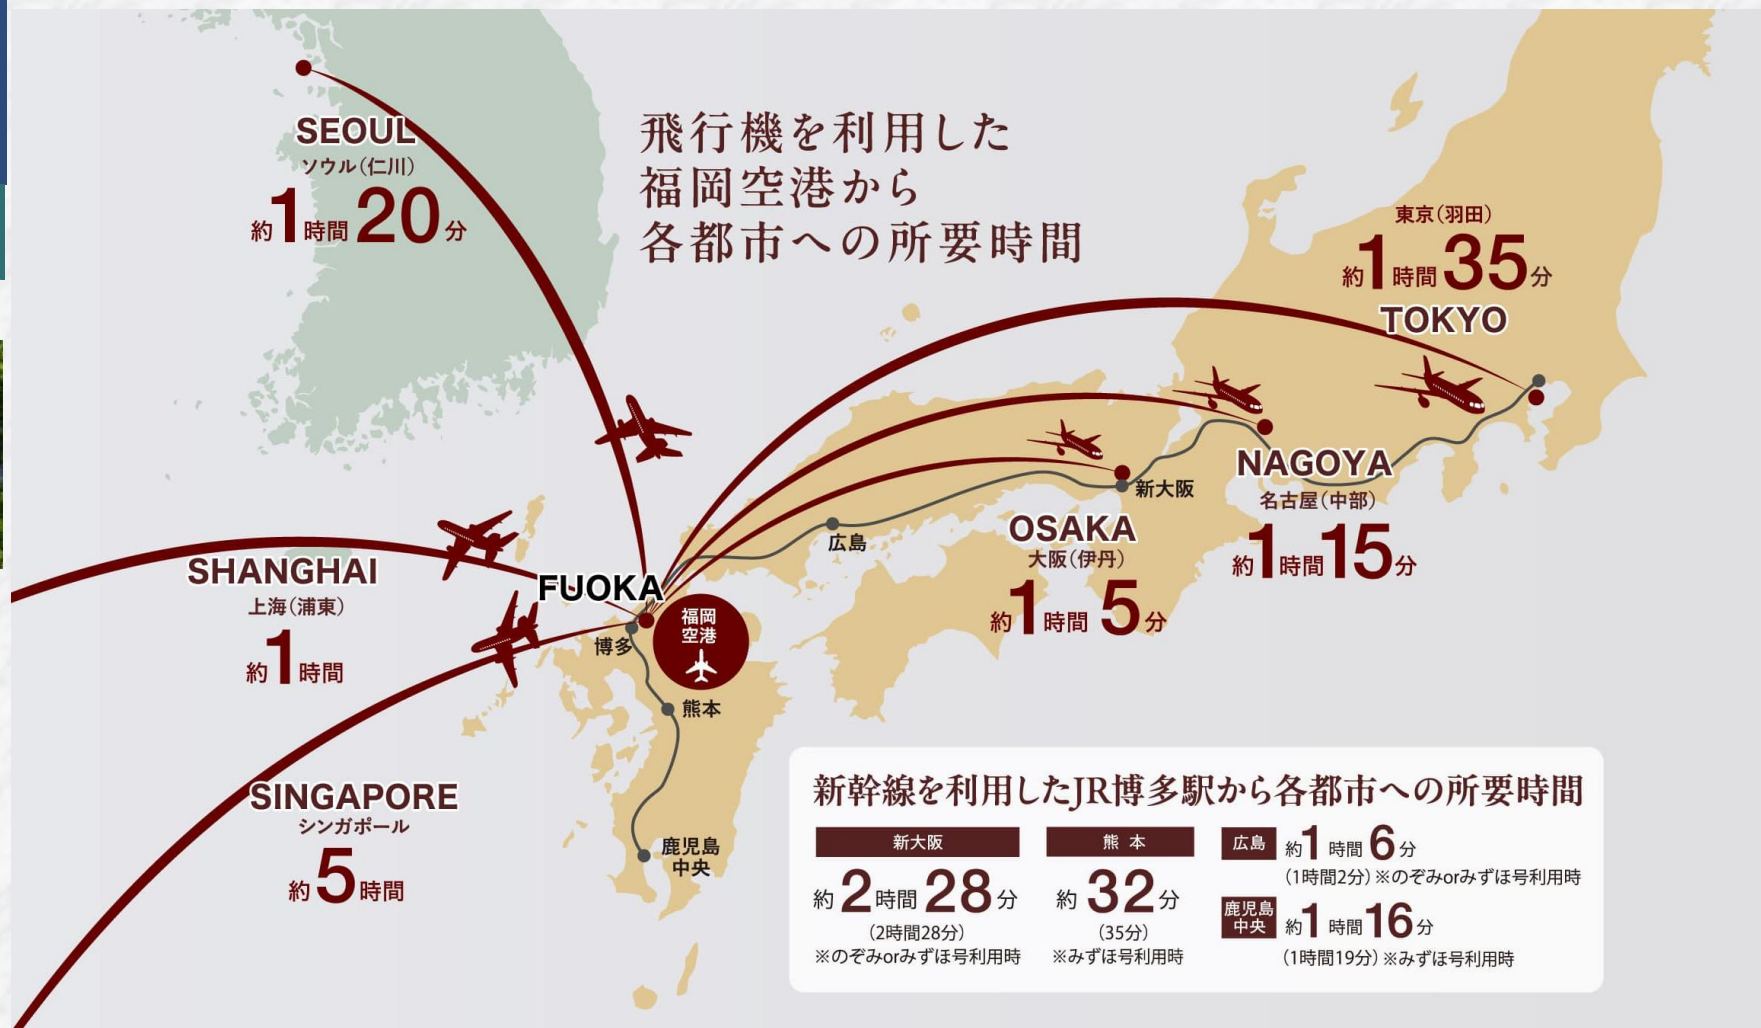 飛行機を利用した
福岡空港から
各都市への所要時間
SEOUL
ソウル(仁川)
約1時間20分
東京(羽田)
約1時間35分
TOKYO
NAGOYA
名古屋(中部)
約1時間15分
新大阪
OSAKA
大阪(伊丹)
約1時間5分
広島
SHANGHAI
上海(浦東)
約1時間
FUOKA
福岡
空港
博多
熊本
鹿児島
中央
SINGAPORE
シンガポール
約5時間
新幹線を利用したJR博多駅から各都市への所要時間
新大阪
約2時間28分
(2時間28分)
※のぞみorみずほ号利用時
熊本
約32分
(35分)
※みずほ号利用時
広島 約1時間6分
(1時間2分)※のぞみorみずほ号利用時
鹿児島
中央 約1時間16分
(1時間19分)※みずほ号利用時